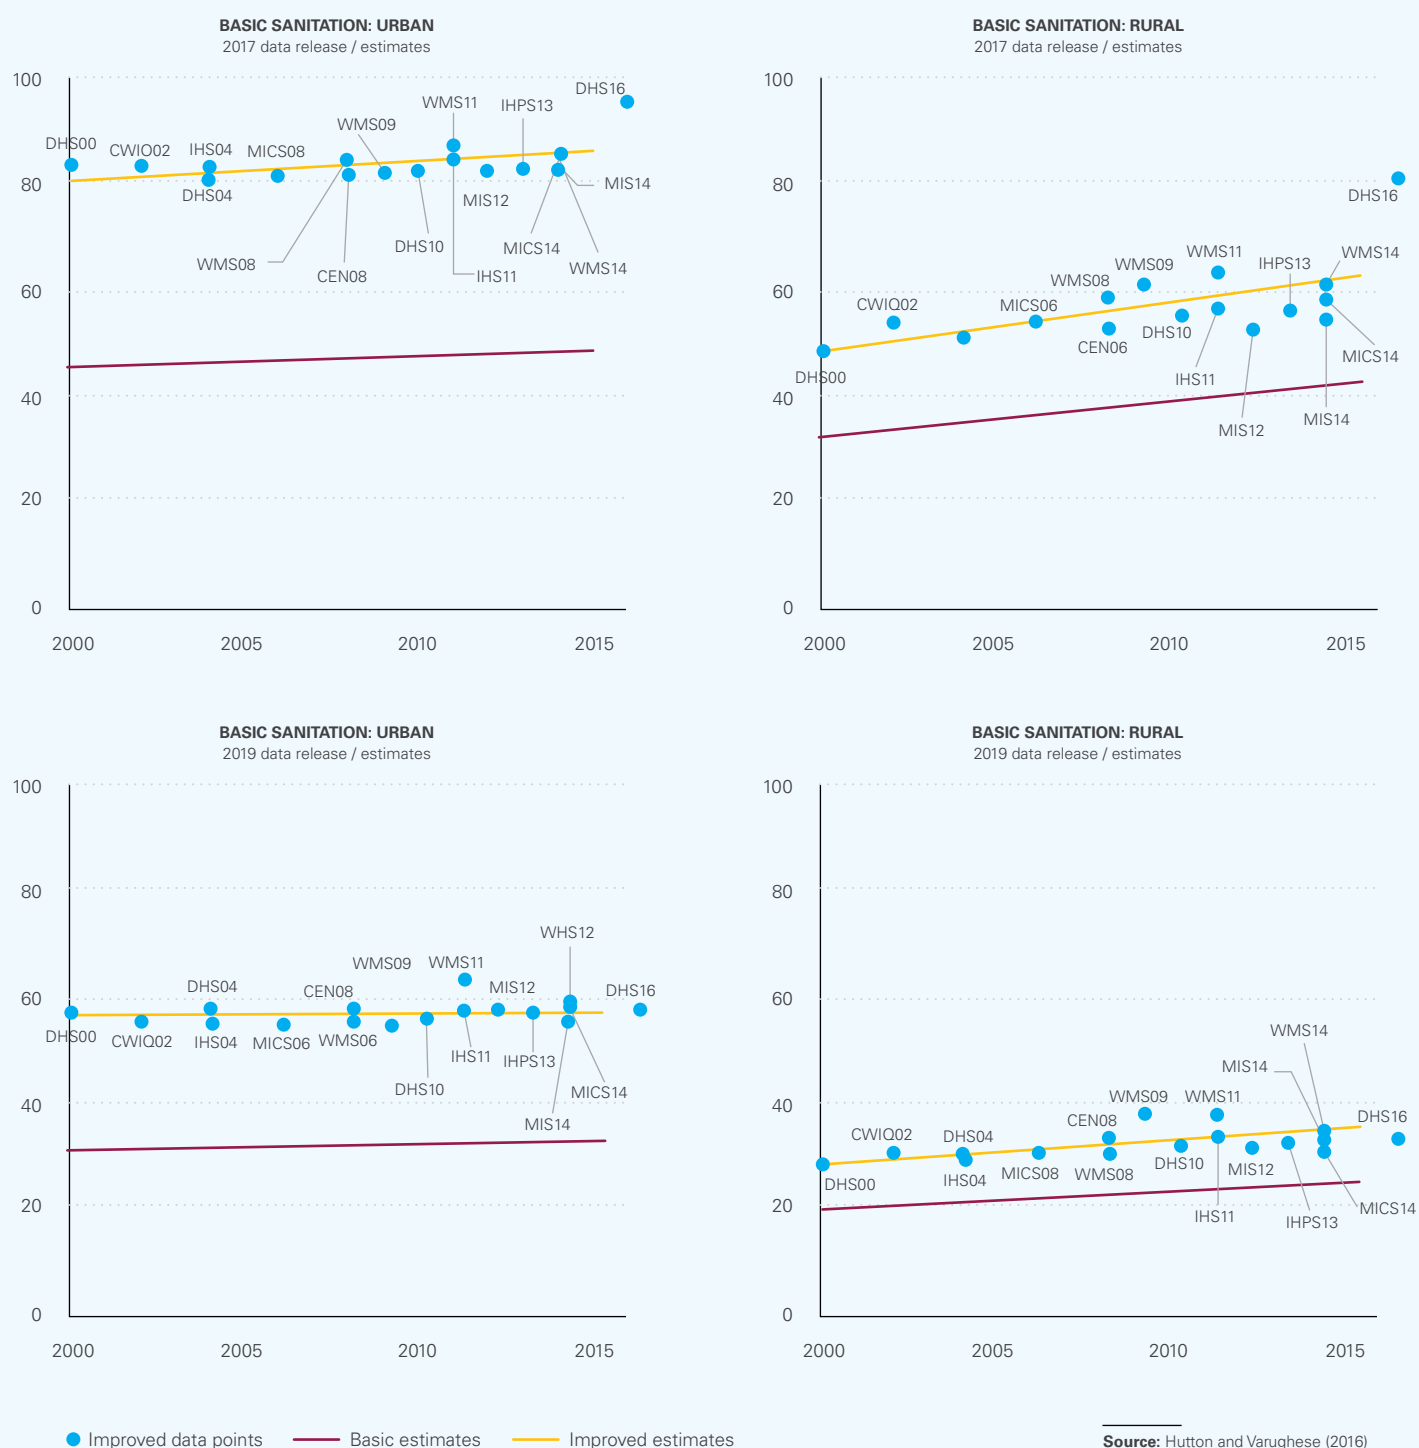 BASIC SANITATION: URBAN
2017 data release / estimates
100
80
60
40
20
0
DHS00
CWIQ02
IHS04
DHS04
MICS08
WMS09
WMS08
CEN08
DHS10
WMS11
IHS11
MIS12
IHPS13
MICS14
WMS14
MIS14
DHS16
2000
2005
2010
2015
BASIC SANITATION: RURAL
2017 data release / estimates
100
80
60
40
20
0
DHS00
CWIQ02
MICS06
WMS08
CEN06
WMS09
DHS10
WMS11
IHS11
MIS12
IHPS13
WMS14
MICS14
MIS14
DHS16
2000
2005
2010
2015
BASIC SANITATION: URBAN
2019 data release / estimates
100
80
60
40
20
0
DHS00
CWIQ02
DHS04
IHS04
MICS06
CEN08
WMS06
WMS09
DHS10
WMS11
IHS11
MIS12
IHPS13
WHS12
MIS14
MICS14
DHS16
2000
2005
2010
2015
BASIC SANITATION: RURAL
2019 data release / estimates
100
80
60
40
20
0
DHS00
CWIQ02
DHS04
IHS04
MICS08
CEN08
WMS08
WMS09
DHS10
WMS11
IHS11
MIS12
IHPS13
MIS14
WMS14
MICS14
DHS16
2000
2005
2010
2015
Improved data points
Basic estimates
Improved estimates
Source: Hutton and Varughese (2016)